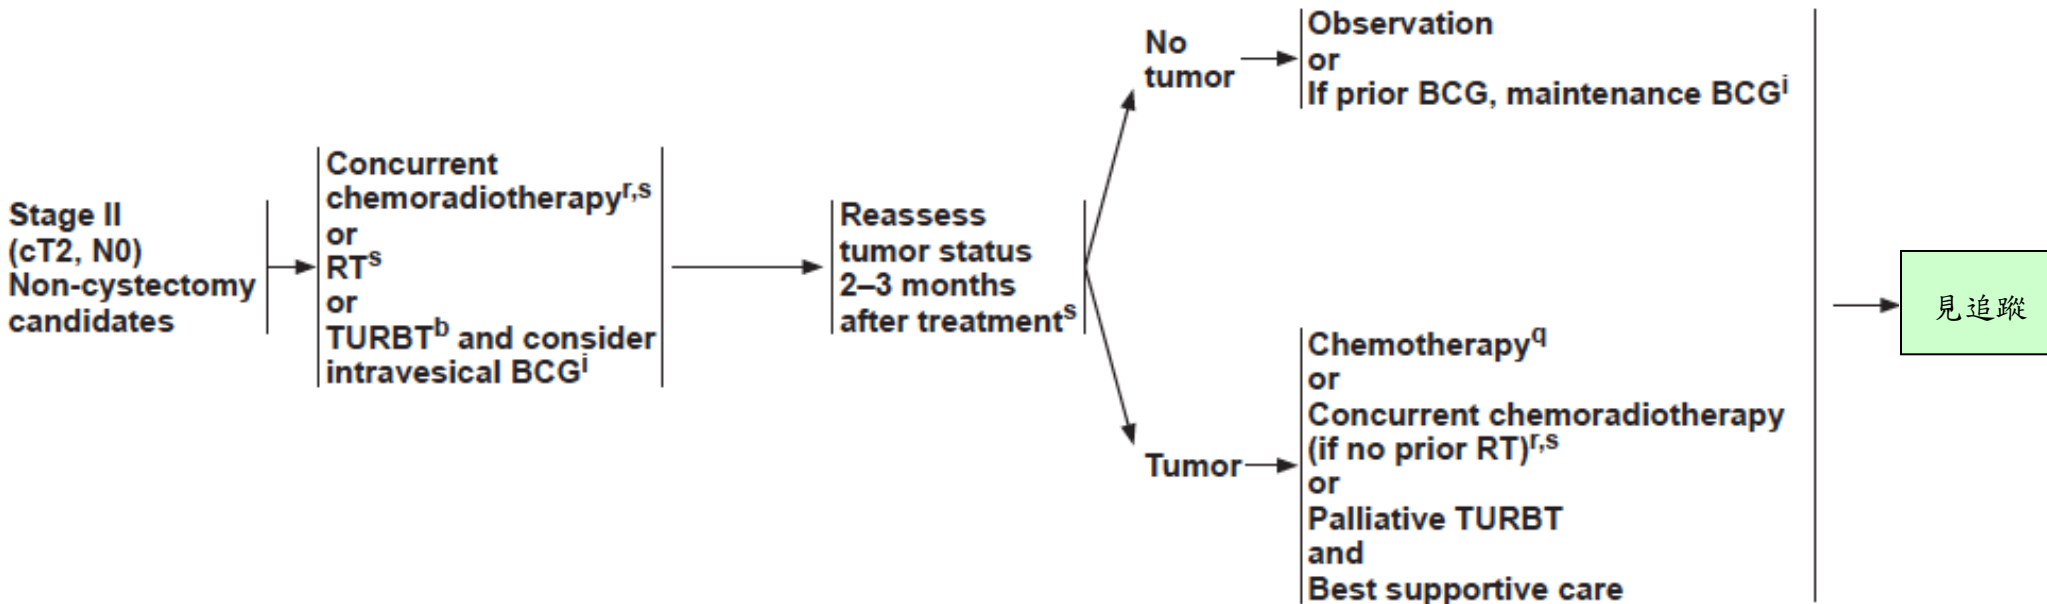 Stage II
(cT2, N0)
Non-cystectomy
candidates
Concurrent
chemoradiotherapyr,s
or
RTs
or
TURBTb and consider
intravesical BCGi
Reassess
tumor status
2–3 months
after treatments
No
tumor
Observation
or
If prior BCG, maintenance BCGi
Tumor
Chemotherapyq
or
Concurrent chemoradiotherapy
(if no prior RT)r,s
or
Palliative TURBT
and
Best supportive care
見追蹤